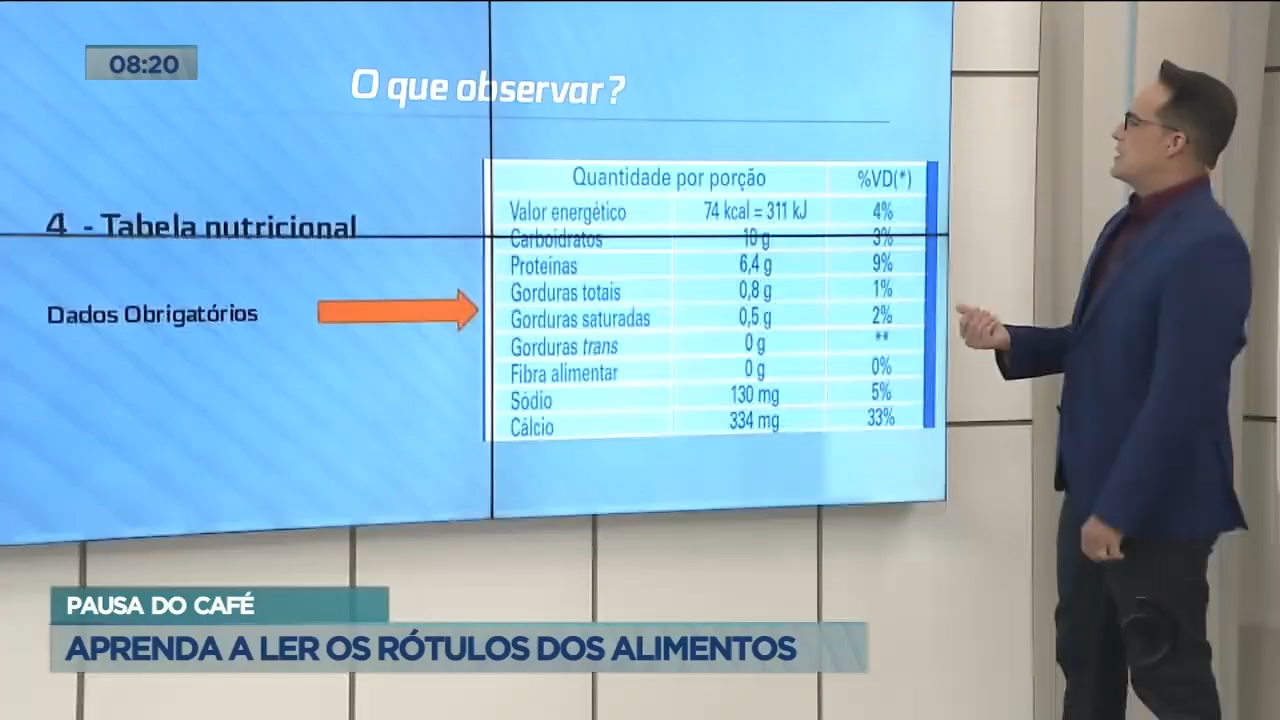 08:20
O que observar?
4 - Tabela nutricional
Dados Obrigatórios
Quantidade por porção %VD(*)
Valor energético 74 kcal = 311 kJ 4%
Carboidratos 10 g 3%
Proteínas 6,4 g 9%
Gorduras totais 0,8 g 1%
Gorduras saturadas 0,5 g 2%
Gorduras trans 0 g **
Fibra alimentar 0 g 0%
Sódio 130 mg 5%
Cálcio 334 mg 33%
PAUSA DO CAFÉ
APRENDA A LER OS RÓTULOS DOS ALIMENTOS